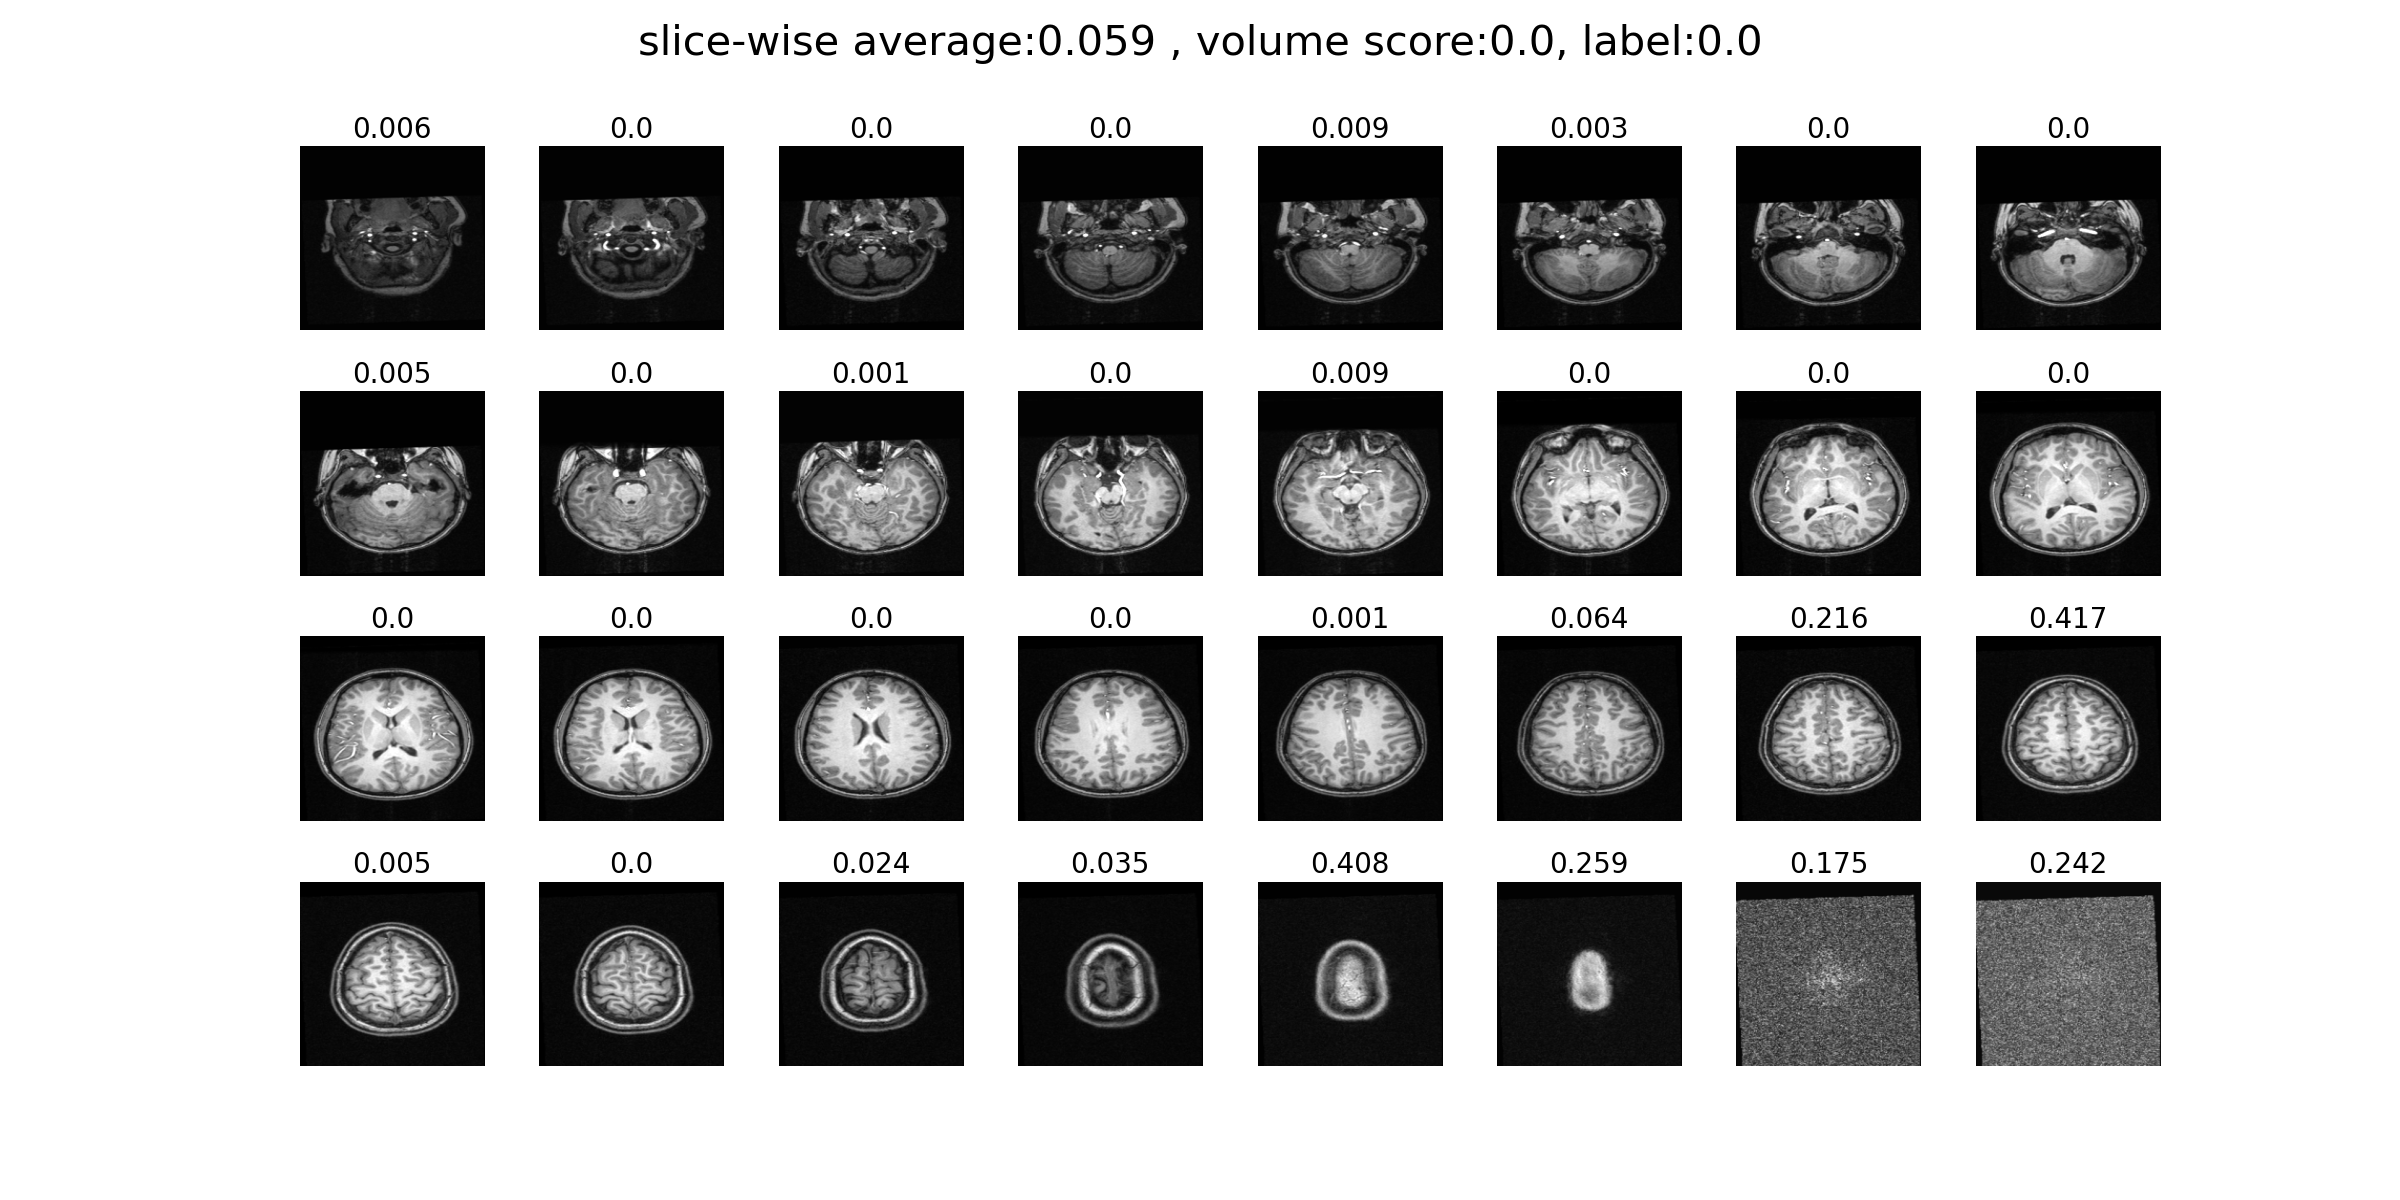 slice-wise average:0.059 , volume score:0.0, label:0.0
0.006 0.0 0.0 0.0 0.009 0.003 0.0 0.0
0.005 0.0 0.001 0.0 0.009 0.0 0.0 0.0
0.0 0.0 0.0 0.0 0.001 0.064 0.216 0.417
0.005 0.0 0.024 0.035 0.408 0.259 0.175 0.242